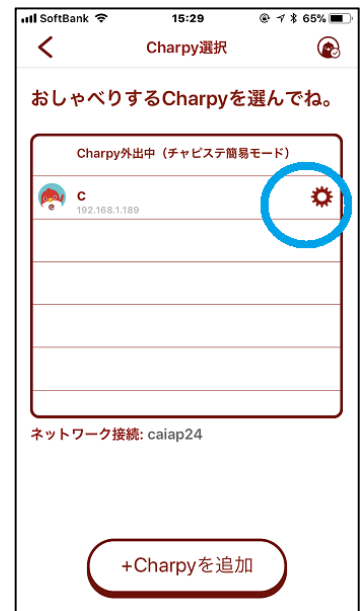 SoftBank 15:29 65%
Charpy選択
おしゃべりするCharpyを選んでね。
Charpy外出中（チャピステ簡易モード）
C
192.168.1.189
ネットワーク接続: caiap24
+Charpyを追加